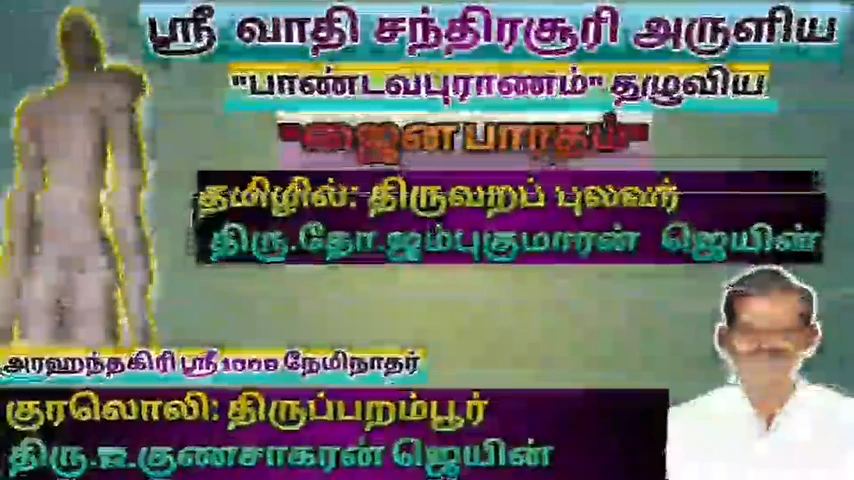 ஸ்ரீ வாதி சந்திரசூரி அருளிய
"பாண்டவபுராணம்" தழுவிய
"ஜைனபாரதம்"
தமிழில்: திருவறப் புலவர்
திரு.தோ.ஜம்புகுமாரன் ஜெயின்
அரஹந்தகிரி ஸ்ரீ 1008 நேமிநாதர்
குரலொலி: திருப்பறம்பூர்
திரு.ஐ.குணசாகரன் ஜெயின்